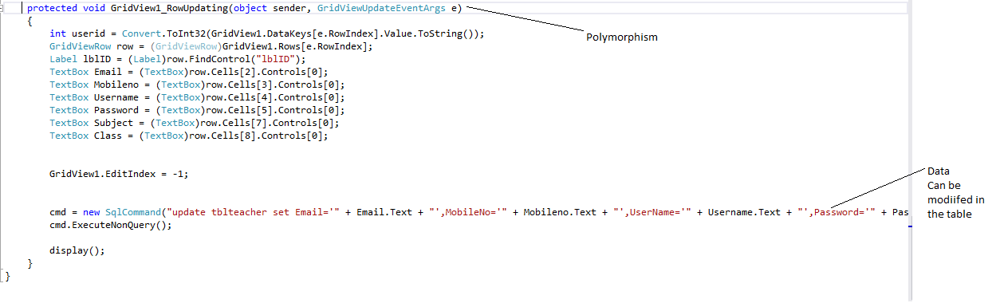 protected void GridView1_RowUpdating(object sender, GridViewUpdateEventArgs e)
Polymorphism
{
int userid = Convert.ToInt32(GridView1.DataKeys[e.RowIndex].Value.ToString());
GridViewRow row = (GridViewRow)GridView1.Rows[e.RowIndex];
Label lblID = (Label)row.FindControl("lblID");
TextBox Email = (TextBox)row.Cells[2].Controls[0];
TextBox Mobileno = (TextBox)row.Cells[3].Controls[0];
TextBox Username = (TextBox)row.Cells[4].Controls[0];
TextBox Password = (TextBox)row.Cells[5].Controls[0];
TextBox Subject = (TextBox)row.Cells[7].Controls[0];
TextBox Class = (TextBox)row.Cells[8].Controls[0];
GridView1.EditIndex = -1;
cmd = new SqlCommand("update tblteacher set Email='" + Email.Text + "',MobileNo='" + Mobileno.Text + "',UserName='" + Username.Text + "',Password='" + Pas
cmd.ExecuteNonQuery();
display();
}
}
Data
Can be
modiifed in
the table